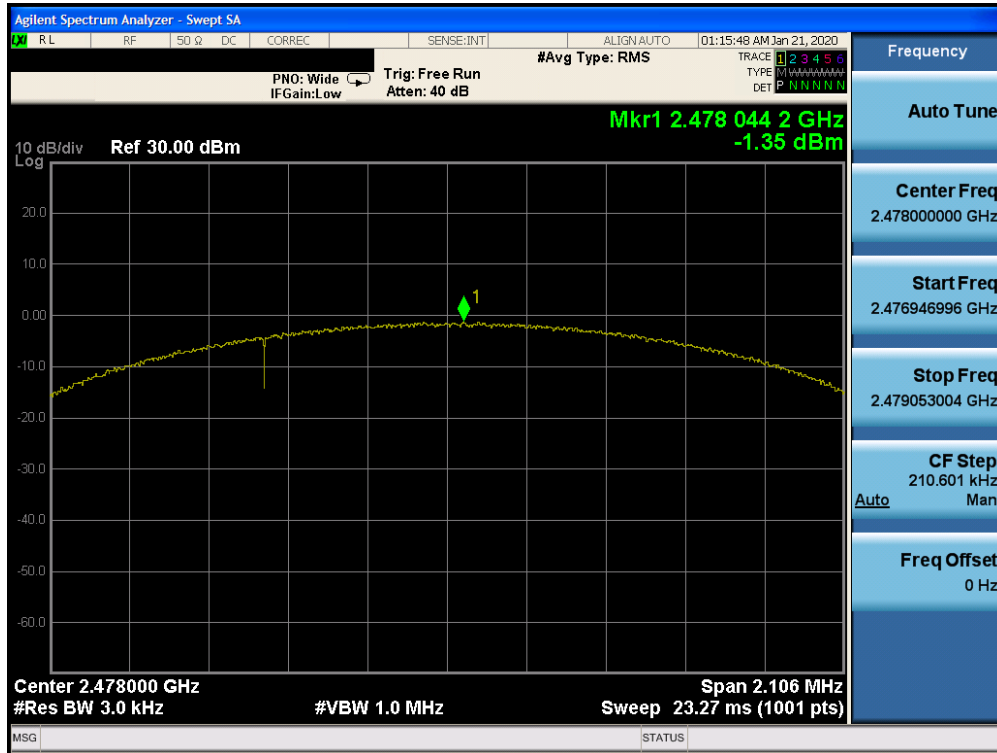 Agilent Spectrum Analyzer - Swept SA
LXI RL RF 50 Ω DC CORREC SENSE:INT ALIGN AUTO 01:15:48 AM Jan 21, 2020
Frequency
#Avg Type: RMS TRACE 1 2 3 4 5 6
PNO: Wide Trig: Free Run TYPE M WWWWW
IFGain:Low Atten: 40 dB DET P N N N N N
Auto Tune
Mkr1 2.478 044 2 GHz
10 dB/div Ref 30.00 dBm -1.35 dBm
Log
20.0
10.0
0.00
-10.0
-20.0
-30.0
-40.0
-50.0
-60.0
1
Center Freq
2.478000000 GHz
Start Freq
2.476946996 GHz
Stop Freq
2.479053004 GHz
CF Step
210.601 kHz
Auto Man
Freq Offset
0 Hz
Center 2.478000 GHz Span 2.106 MHz
#Res BW 3.0 kHz #VBW 1.0 MHz Sweep 23.27 ms (1001 pts)
MSG STATUS